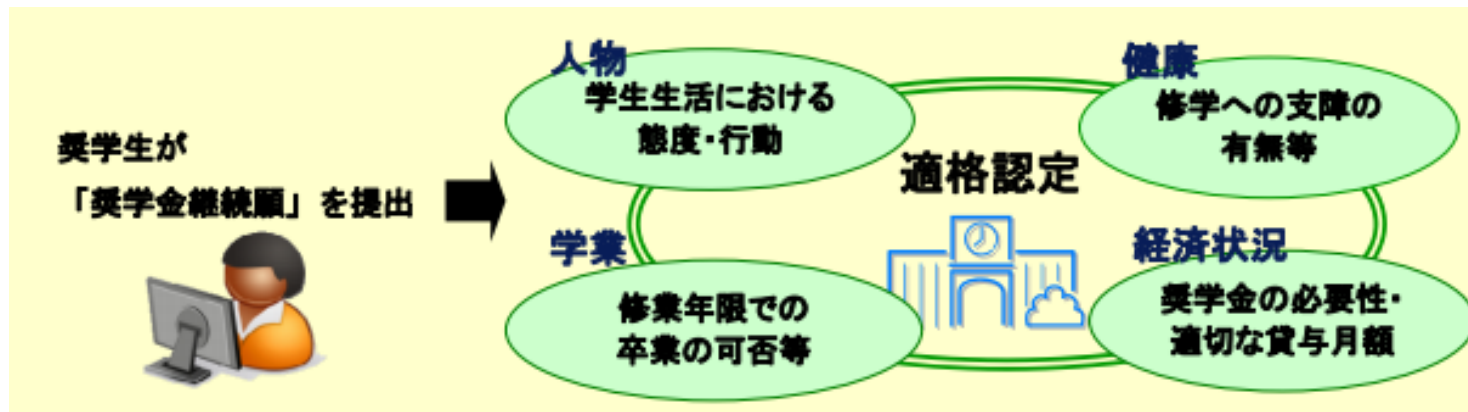 奨学生が
「奨学金継続願」を提出
人物
学生生活における
態度・行動
健康
修学への支障の
有無等
適格認定
学業
修業年限での
卒業の可否等
経済状況
奨学金の必要性・
適切な貸与月額